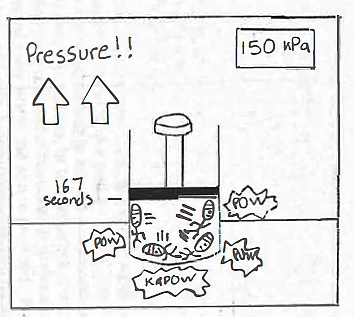 Pressure!!
150 KPa
167
seconds
POW
POW
POW
KAPOW